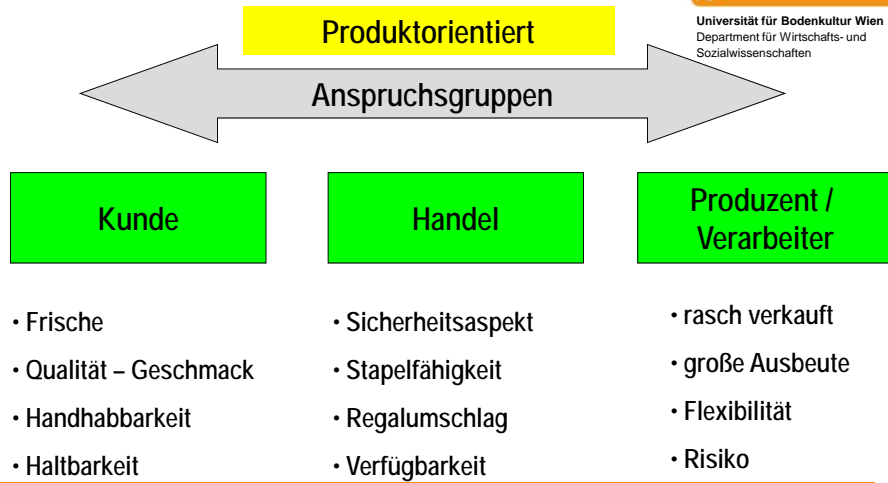 Produktorientiert
Universität für Bodenkultur Wien
Department für Wirtschafts- und
Sozialwissenschaften
Anspruchsgruppen
Kunde
• Frische
• Qualität – Geschmack
• Handhabbarkeit
• Haltbarkeit
Handel
• Sicherheitsaspekt
• Stapelfähigkeit
• Regalumschlag
• Verfügbarkeit
Produzent /
Verarbeiter
• rasch verkauft
• große Ausbeute
• Flexibilität
• Risiko